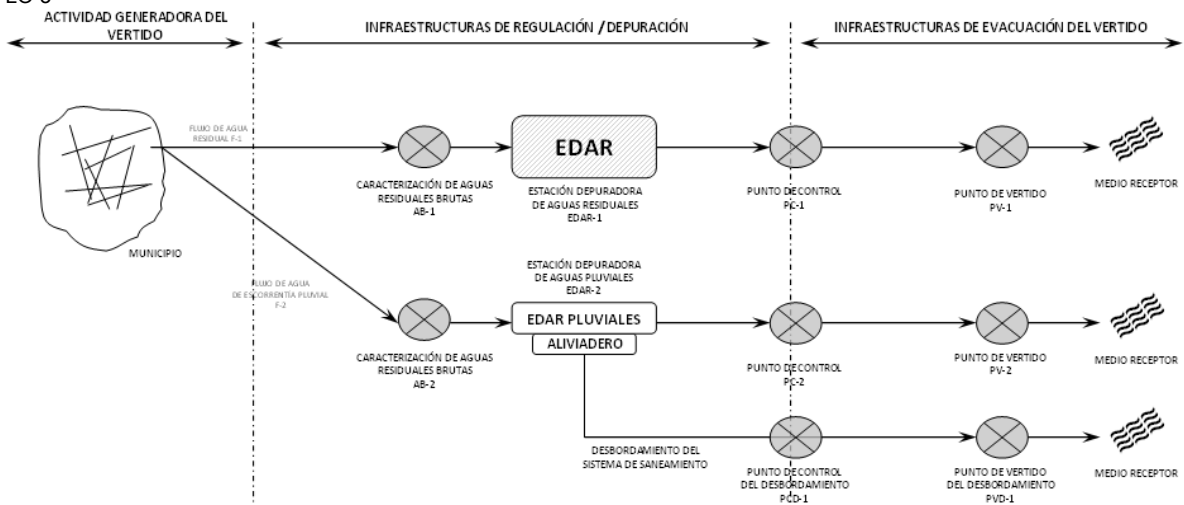 ACTIVIDAD GENERADORA DEL
VERTIDO
INFRAESTRUCTURAS DE REGULACIÓN / DEPURACIÓN
INFRAESTRUCTURAS DE EVACUACIÓN DEL VERTIDO
FLUJO DE AGUA
RESIDUAL F-1
EDAR
CARACTERIZACIÓN DE AGUAS
RESIDUALES BRUTAS
AB-1
ESTACIÓN DEPURADORA
DE AGUAS RESIDUALES
EDAR-1
PUNTO DE CONTROL
PC-1
PUNTO DE VERTIDO
PV-1
MEDIO RECEPTOR
MUNICIPIO
FLUJO DE AGUA
DE ESCORRENTÍA PLUVIAL
F-2
ESTACIÓN DEPURADORA
DE AGUAS PLUVIALES
EDAR-2
EDAR PLUVIALES
ALIVIADERO
CARACTERIZACIÓN DE AGUAS
RESIDUALES BRUTAS
AB-2
PUNTO DE CONTROL
PC-2
PUNTO DE VERTIDO
PV-2
MEDIO RECEPTOR
DESBORDAMIENTO DEL
SISTEMA DE SANEAMIENTO
PUNTO DE CONTROL
DEL DESBORDAMIENTO
PCD-1
PUNTO DE VERTIDO
DEL DESBORDAMIENTO
PVD-1
MEDIO RECEPTOR